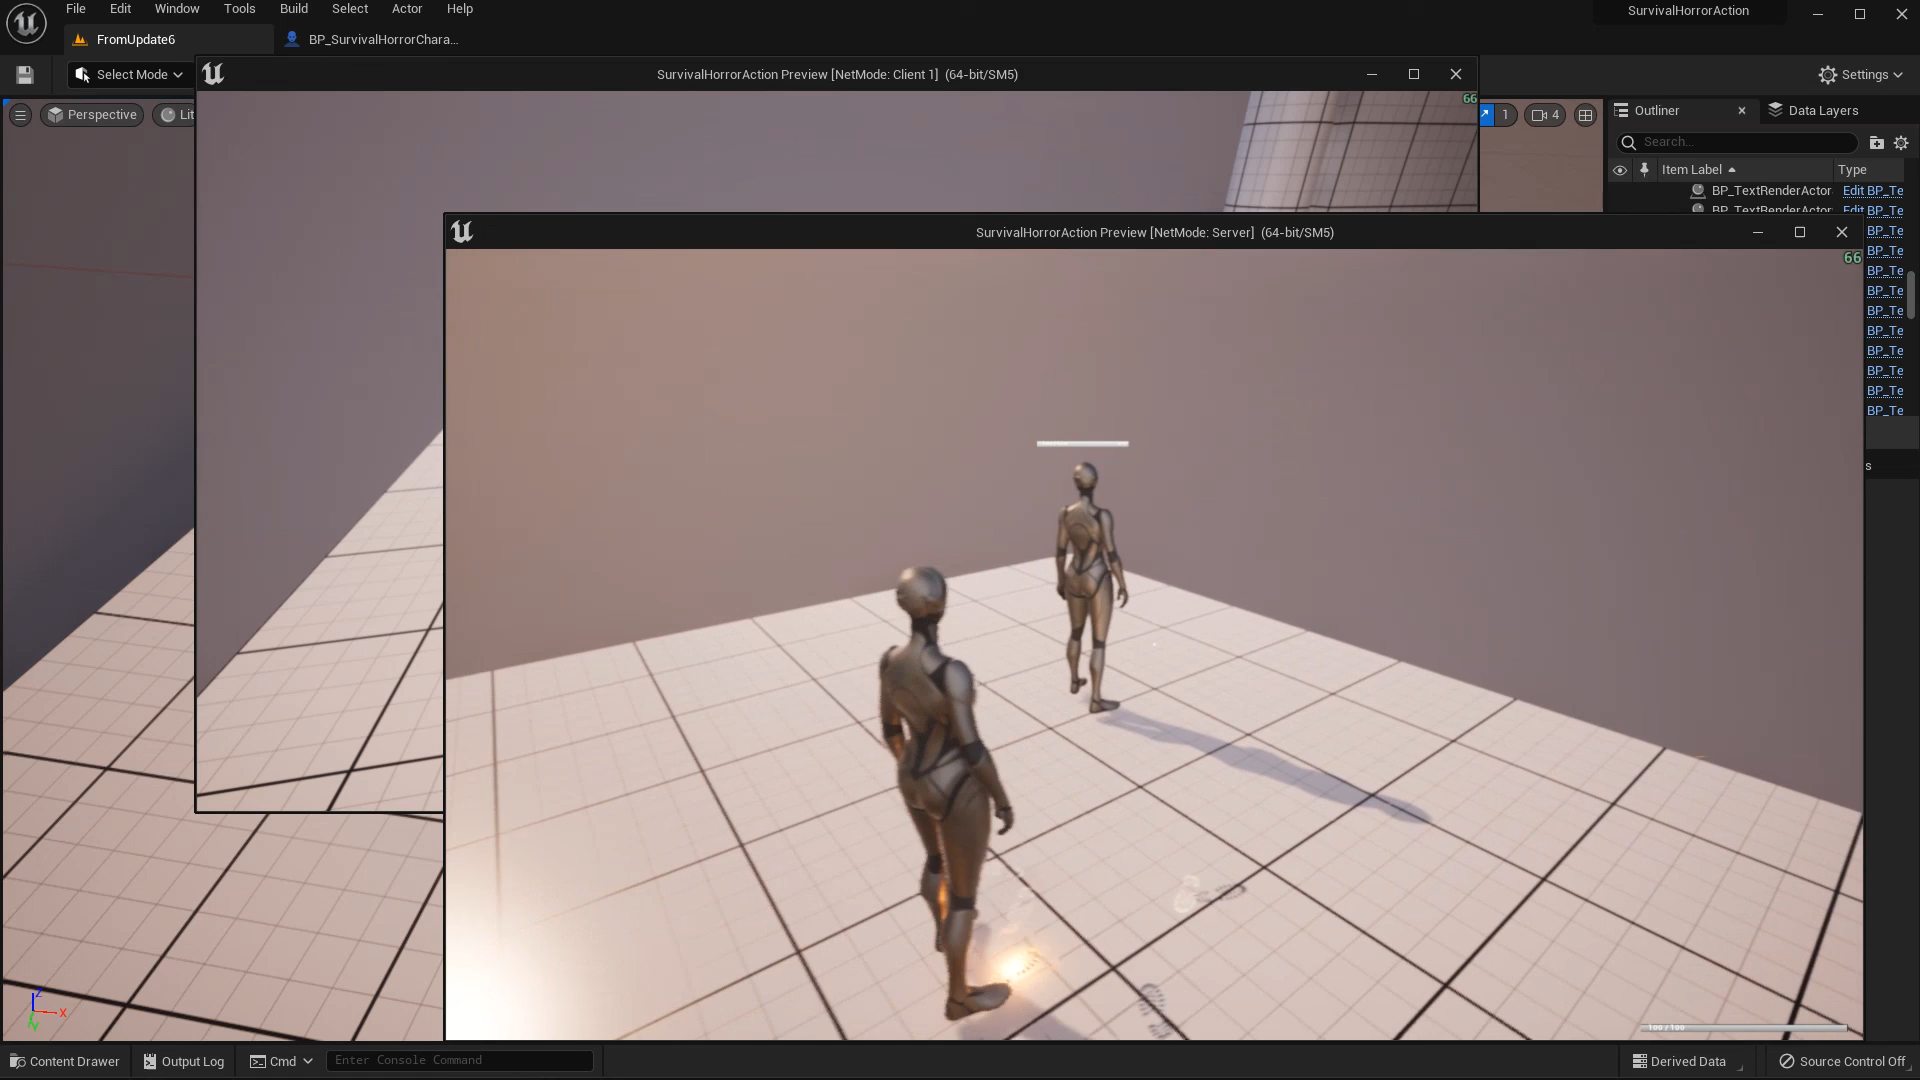 File Edit Window Tools Build Select Actor Help
SurvivalHorrorAction
FromUpdate6
BP_SurvivalHorrorChara...
Select Mode
SurvivalHorrorAction Preview [NetMode: Client 1] (64-bit/SM5)
Settings
Perspective
Lit
66
1
4
Outliner
Data Layers
Search...
Item Label
Type
BP_TextRenderActor Edit BP_Te
BP_TextRenderActor Edit BP_Te
SurvivalHorrorAction Preview [NetMode: Server] (64-bit/SM5)
BP_Te
BP_Te
66
BP_Te
BP_Te
BP_Te
BP_Te
BP_Te
BP_Te
BP_Te
BP_Te
s
Z
X
Y
100 / 100
Content Drawer
Output Log
Cmd
Enter Console Command
Derived Data
Source Control Off